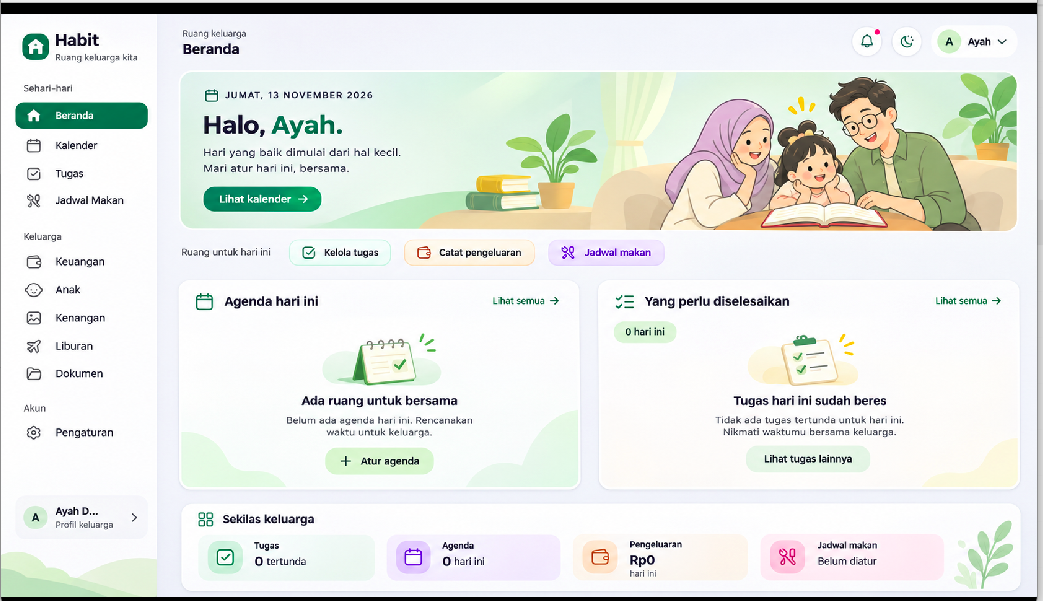 Habit
Ruang keluarga kita
Sehari-hari
Beranda
Kalender
Tugas
Jadwal Makan
Keluarga
Keuangan
Anak
Kenangan
Liburan
Dokumen
Akun
Pengaturan
A
Ayah D...
Profil keluarga
Ruang keluarga
Beranda
A
Ayah
JUMAT, 13 NOVEMBER 2026
Halo, Ayah.
Hari yang baik dimulai dari hal kecil.
Mari atur hari ini, bersama.
Lihat kalender →
Ruang untuk hari ini
Kelola tugas
Catat pengeluaran
Jadwal makan
Agenda hari ini
Lihat semua →
Ada ruang untuk bersama
Belum ada agenda hari ini. Rencanakan
waktu untuk keluarga.
+ Atur agenda
Yang perlu diselesaikan
Lihat semua →
0 hari ini
Tugas hari ini sudah beres
Tidak ada tugas tertunda untuk hari ini.
Nikmati waktumu bersama keluarga.
Lihat tugas lainnya
Sekilas keluarga
Tugas
0 tertunda
Agenda
0 hari ini
Pengeluaran
Rp0
hari ini
Jadwal makan
Belum diatur